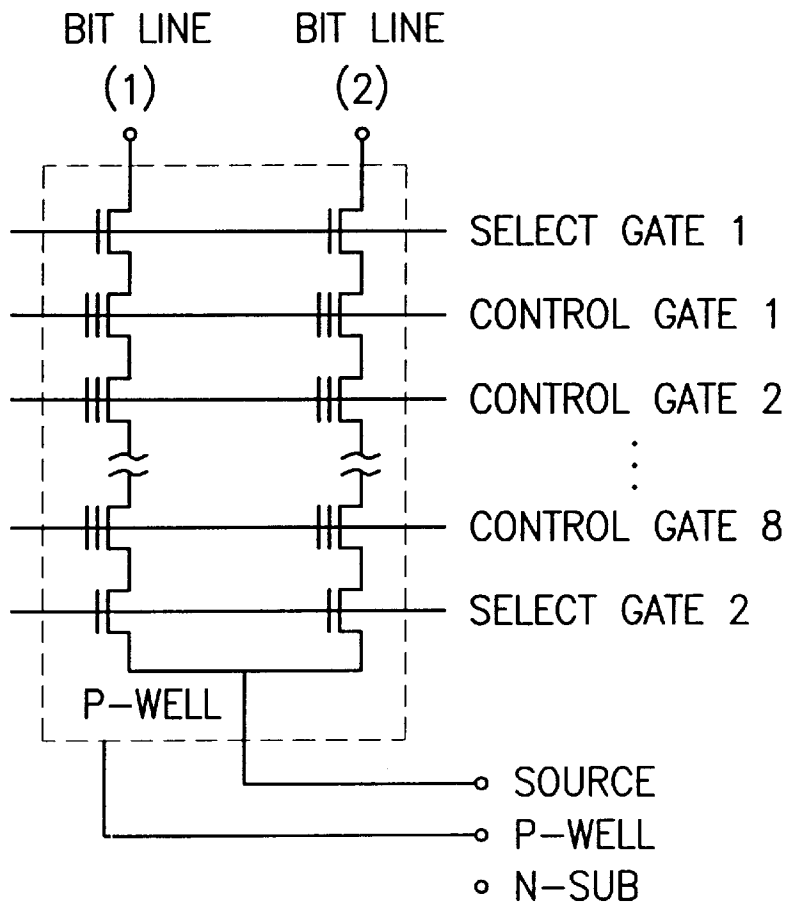 BIT LINE
(1)
BIT LINE
(2)
SELECT GATE 1
CONTROL GATE 1
CONTROL GATE 2
⋮
CONTROL GATE 8
SELECT GATE 2
P-WELL
SOURCE
P-WELL
N-SUB